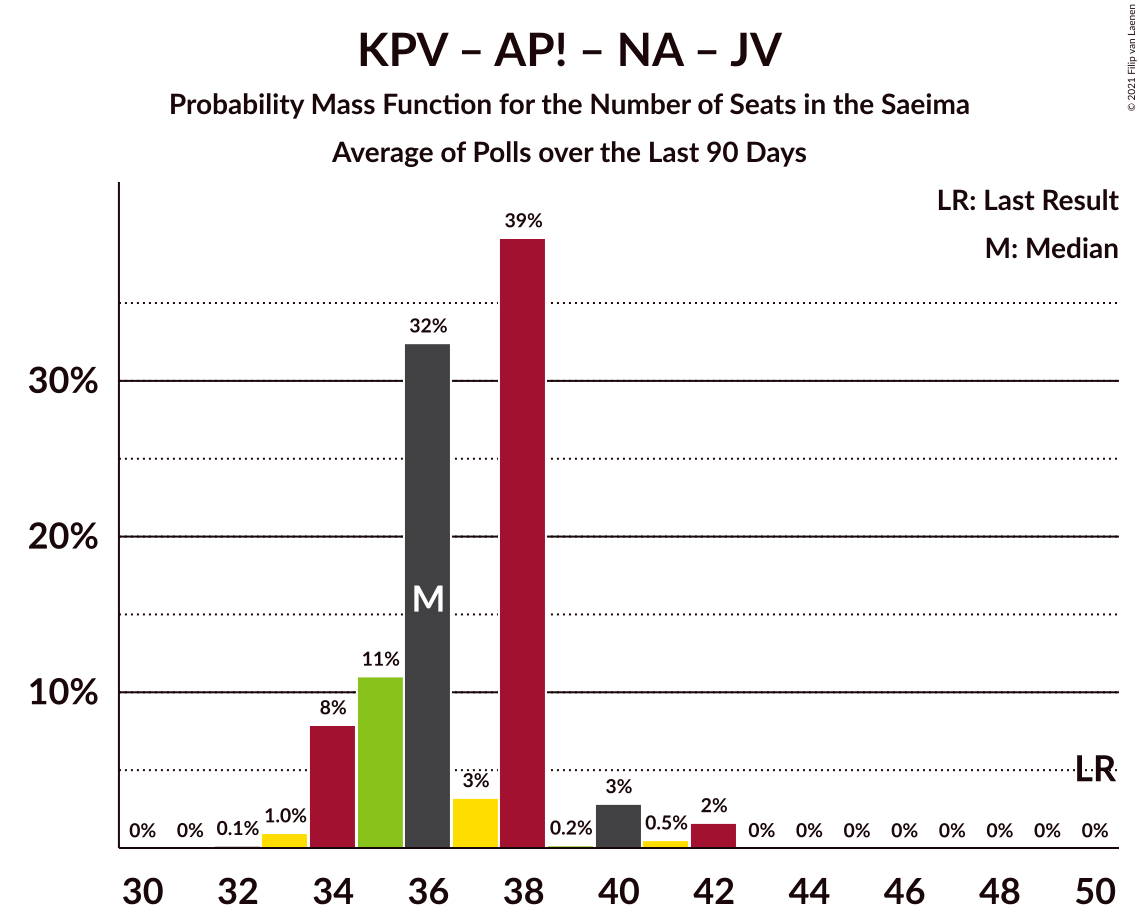 KPV – AP! – NA – JV
Probability Mass Function for the Number of Seats in the Saeima
Average of Polls over the Last 90 Days
© 2021 Filip van Laenen
LR: Last Result
M: Median
39%
32%
30%
20%
M
11%
10%
8%
LR
3%
3%
2%
0% 0% 0.1% 1.0% 0.2% 0.5% 0% 0% 0% 0% 0% 0% 0% 0%
30 32 34 36 38 40 42 44 46 48 50